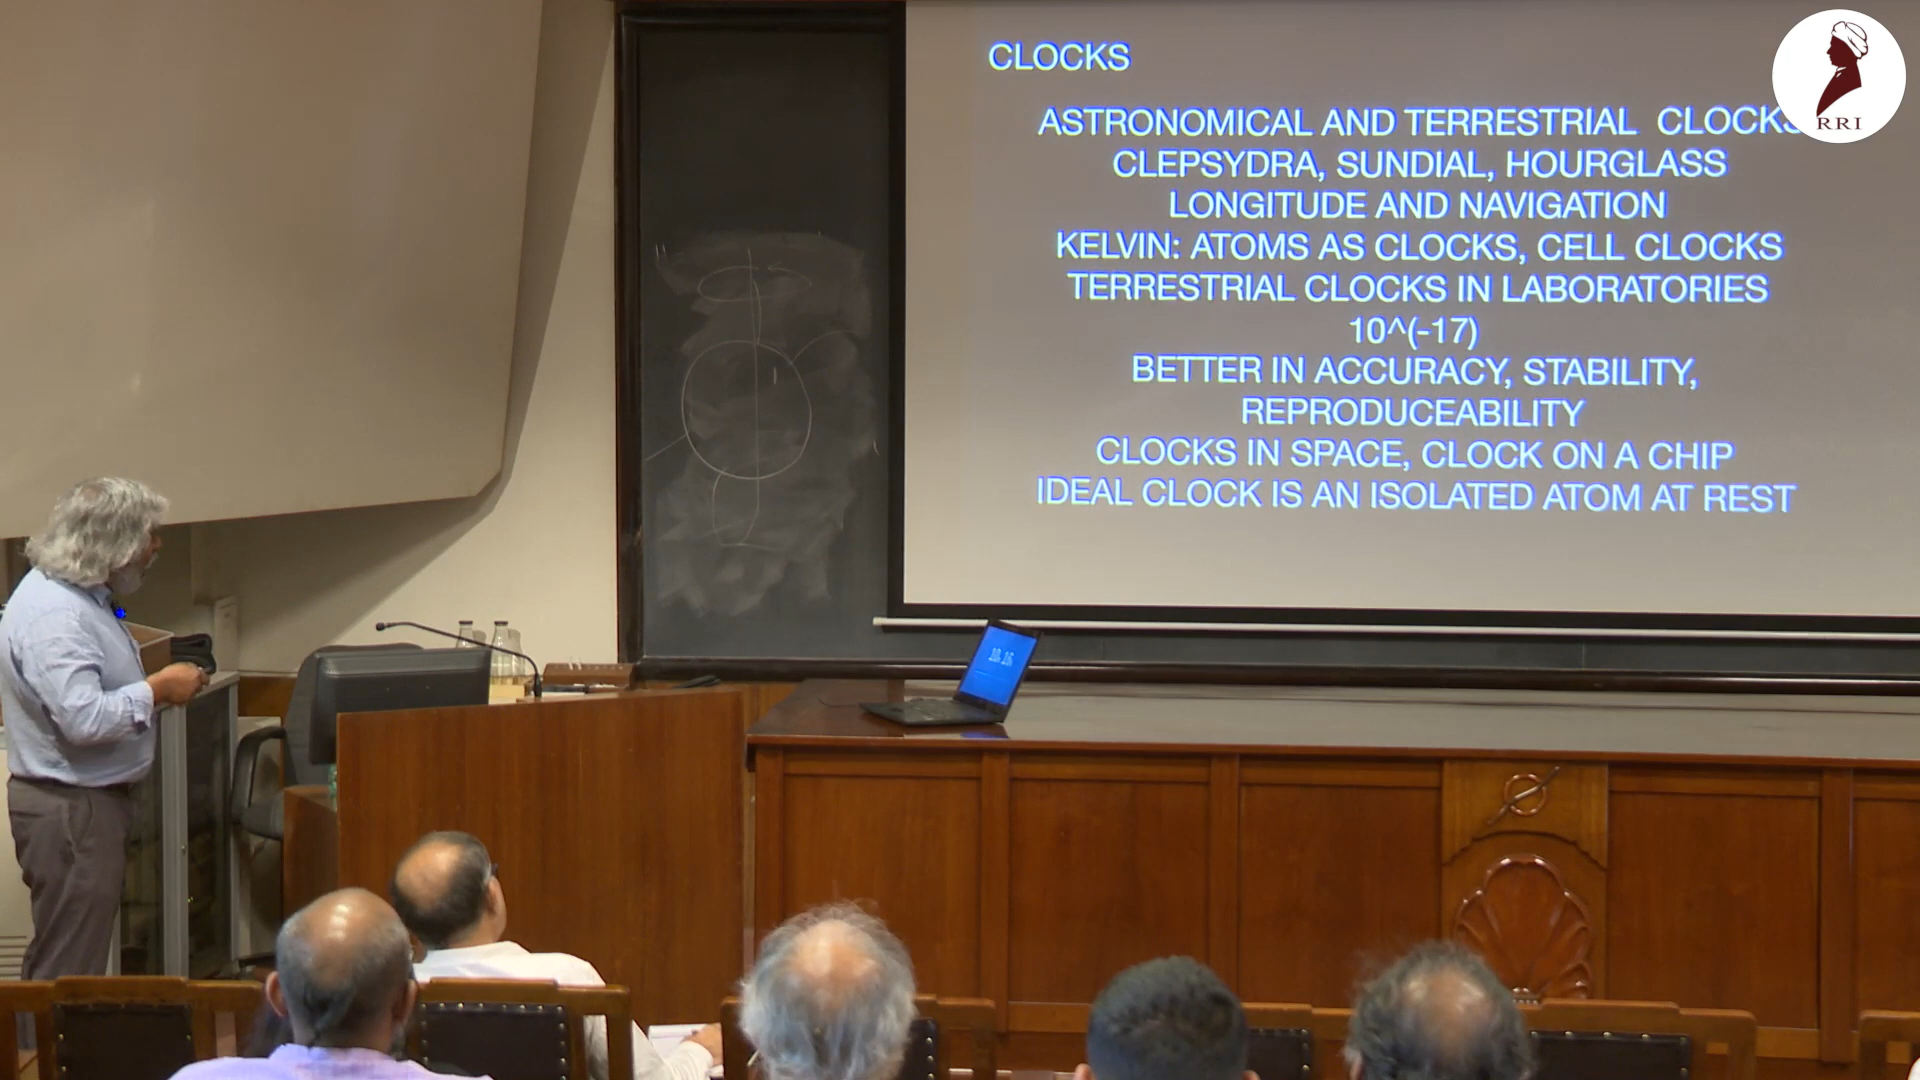 CLOCKS
ASTRONOMICAL AND TERRESTRIAL CLOCKS
CLEPSYDRA, SUNDIAL, HOURGLASS
LONGITUDE AND NAVIGATION
KELVIN: ATOMS AS CLOCKS, CELL CLOCKS
TERRESTRIAL CLOCKS IN LABORATORIES
10^(-17)
BETTER IN ACCURACY, STABILITY,
REPRODUCEABILITY
CLOCKS IN SPACE, CLOCK ON A CHIP
IDEAL CLOCK IS AN ISOLATED ATOM AT REST
RRI